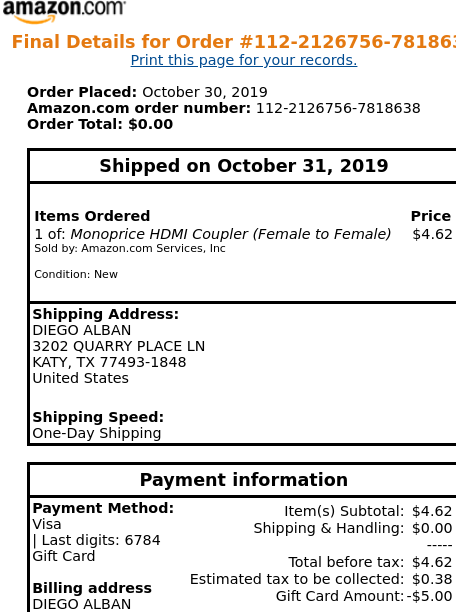 amazon.com
Final Details for Order #112-2126756-781863
Print this page for your records.
Order Placed: October 30, 2019
Amazon.com order number: 112-2126756-7818638
Order Total: $0.00
Shipped on October 31, 2019
Items Ordered Price
1 of: Monoprice HDMI Coupler (Female to Female) $4.62
Sold by: Amazon.com Services, Inc
Condition: New
Shipping Address:
DIEGO ALBAN
3202 QUARRY PLACE LN
KATY, TX 77493-1848
United States
Shipping Speed:
One-Day Shipping
Payment information
Payment Method:
Visa
| Last digits: 6784
Gift Card
Billing address
DIEGO ALBAN
Item(s) Subtotal: $4.62
Shipping & Handling: $0.00
-----
Total before tax: $4.62
Estimated tax to be collected: $0.38
Gift Card Amount:-$5.00